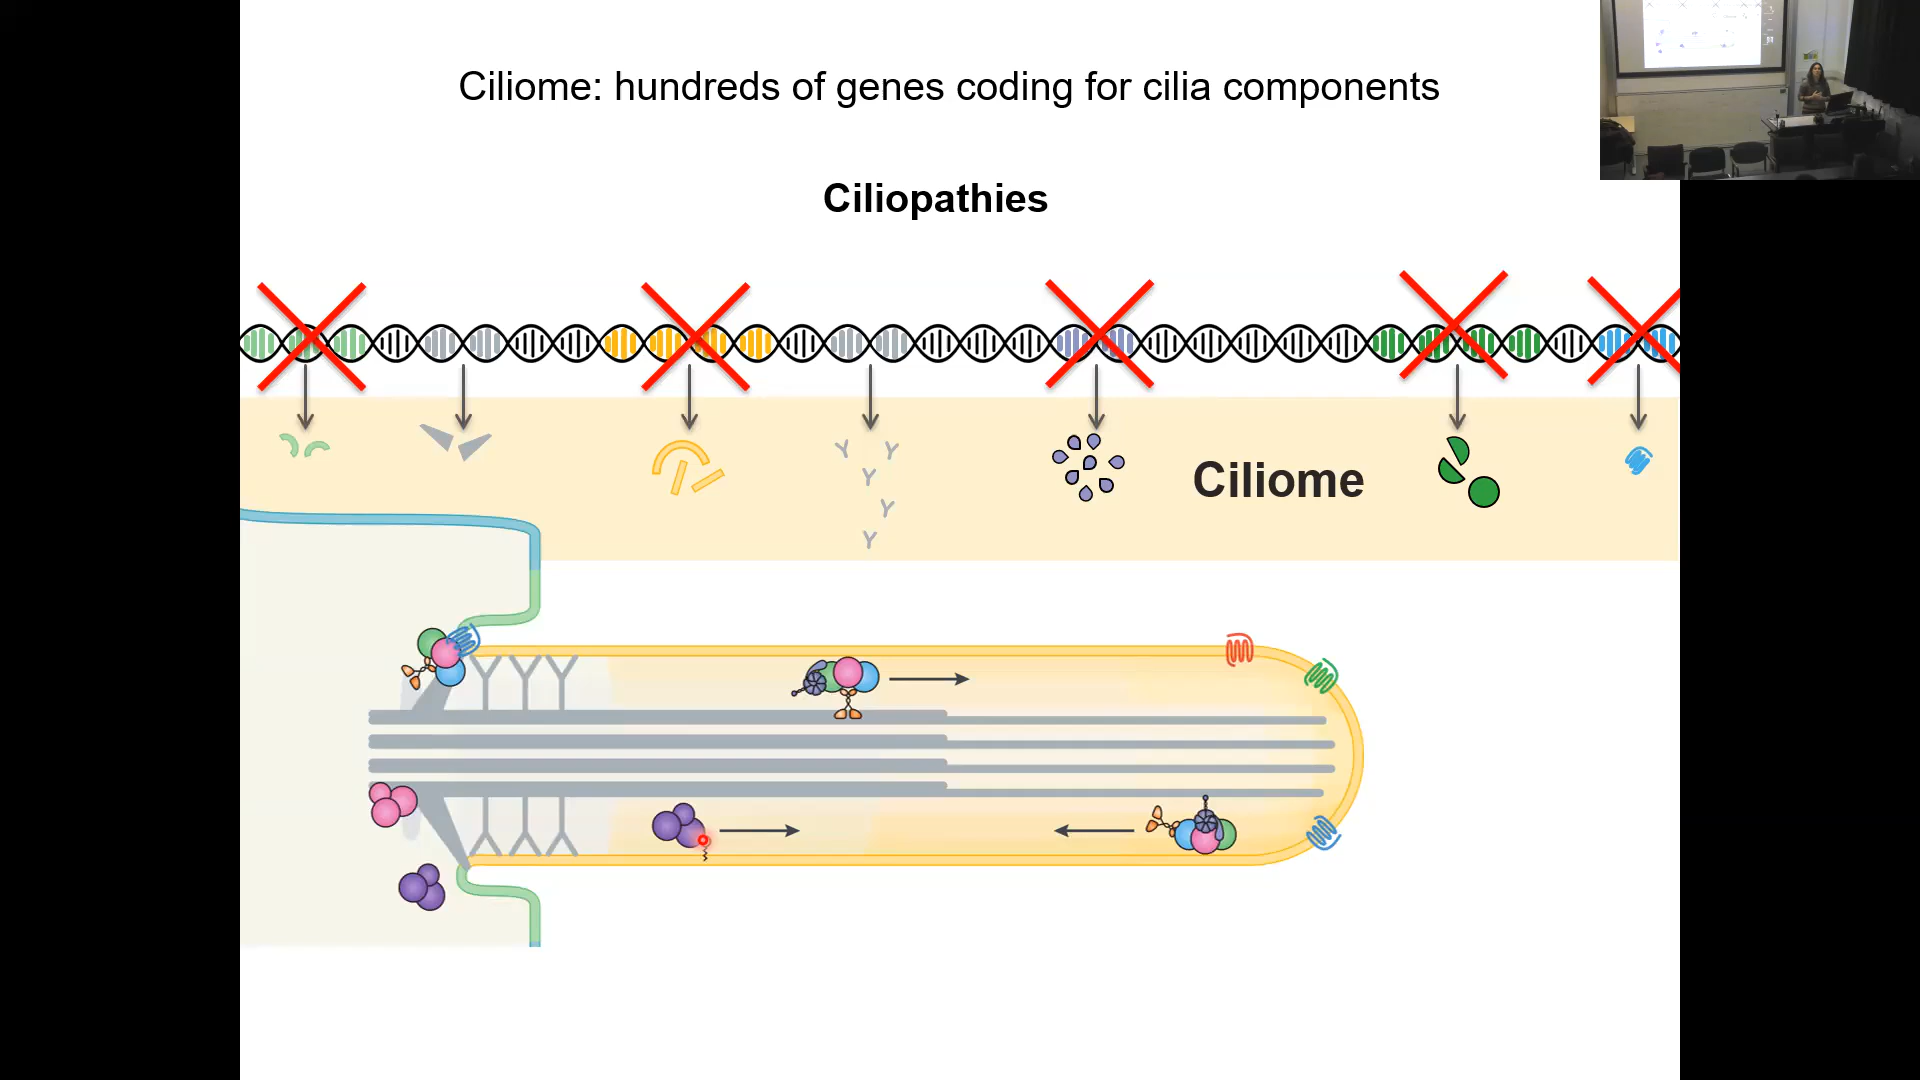 Ciliome: hundreds of genes coding for cilia components
Ciliopathies
Ciliome